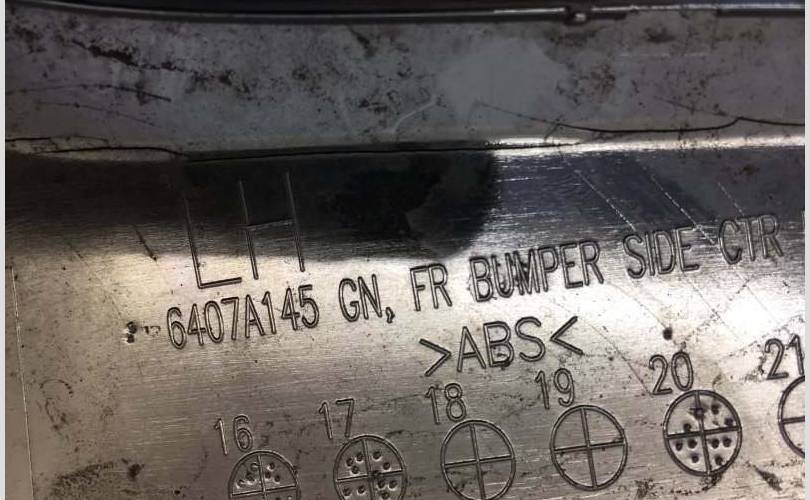 LH
6407A145 GN, FR BUMPER SIDE CTR
>ABS<
16 17 18 19 20 21